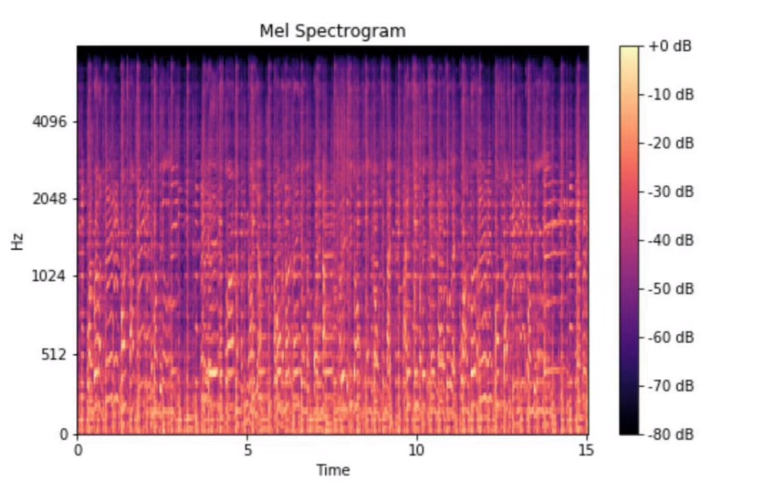 Mel Spectrogram
Hz
4096
2048
1024
512
0
0 5 10 15
Time
+0 dB
-10 dB
-20 dB
-30 dB
-40 dB
-50 dB
-60 dB
-70 dB
-80 dB